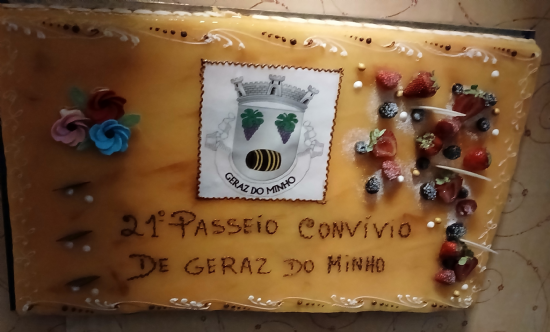 GERAZ DO MINHO
21º PASSEIO CONVÍVIO
DE GERAZ DO MINHO